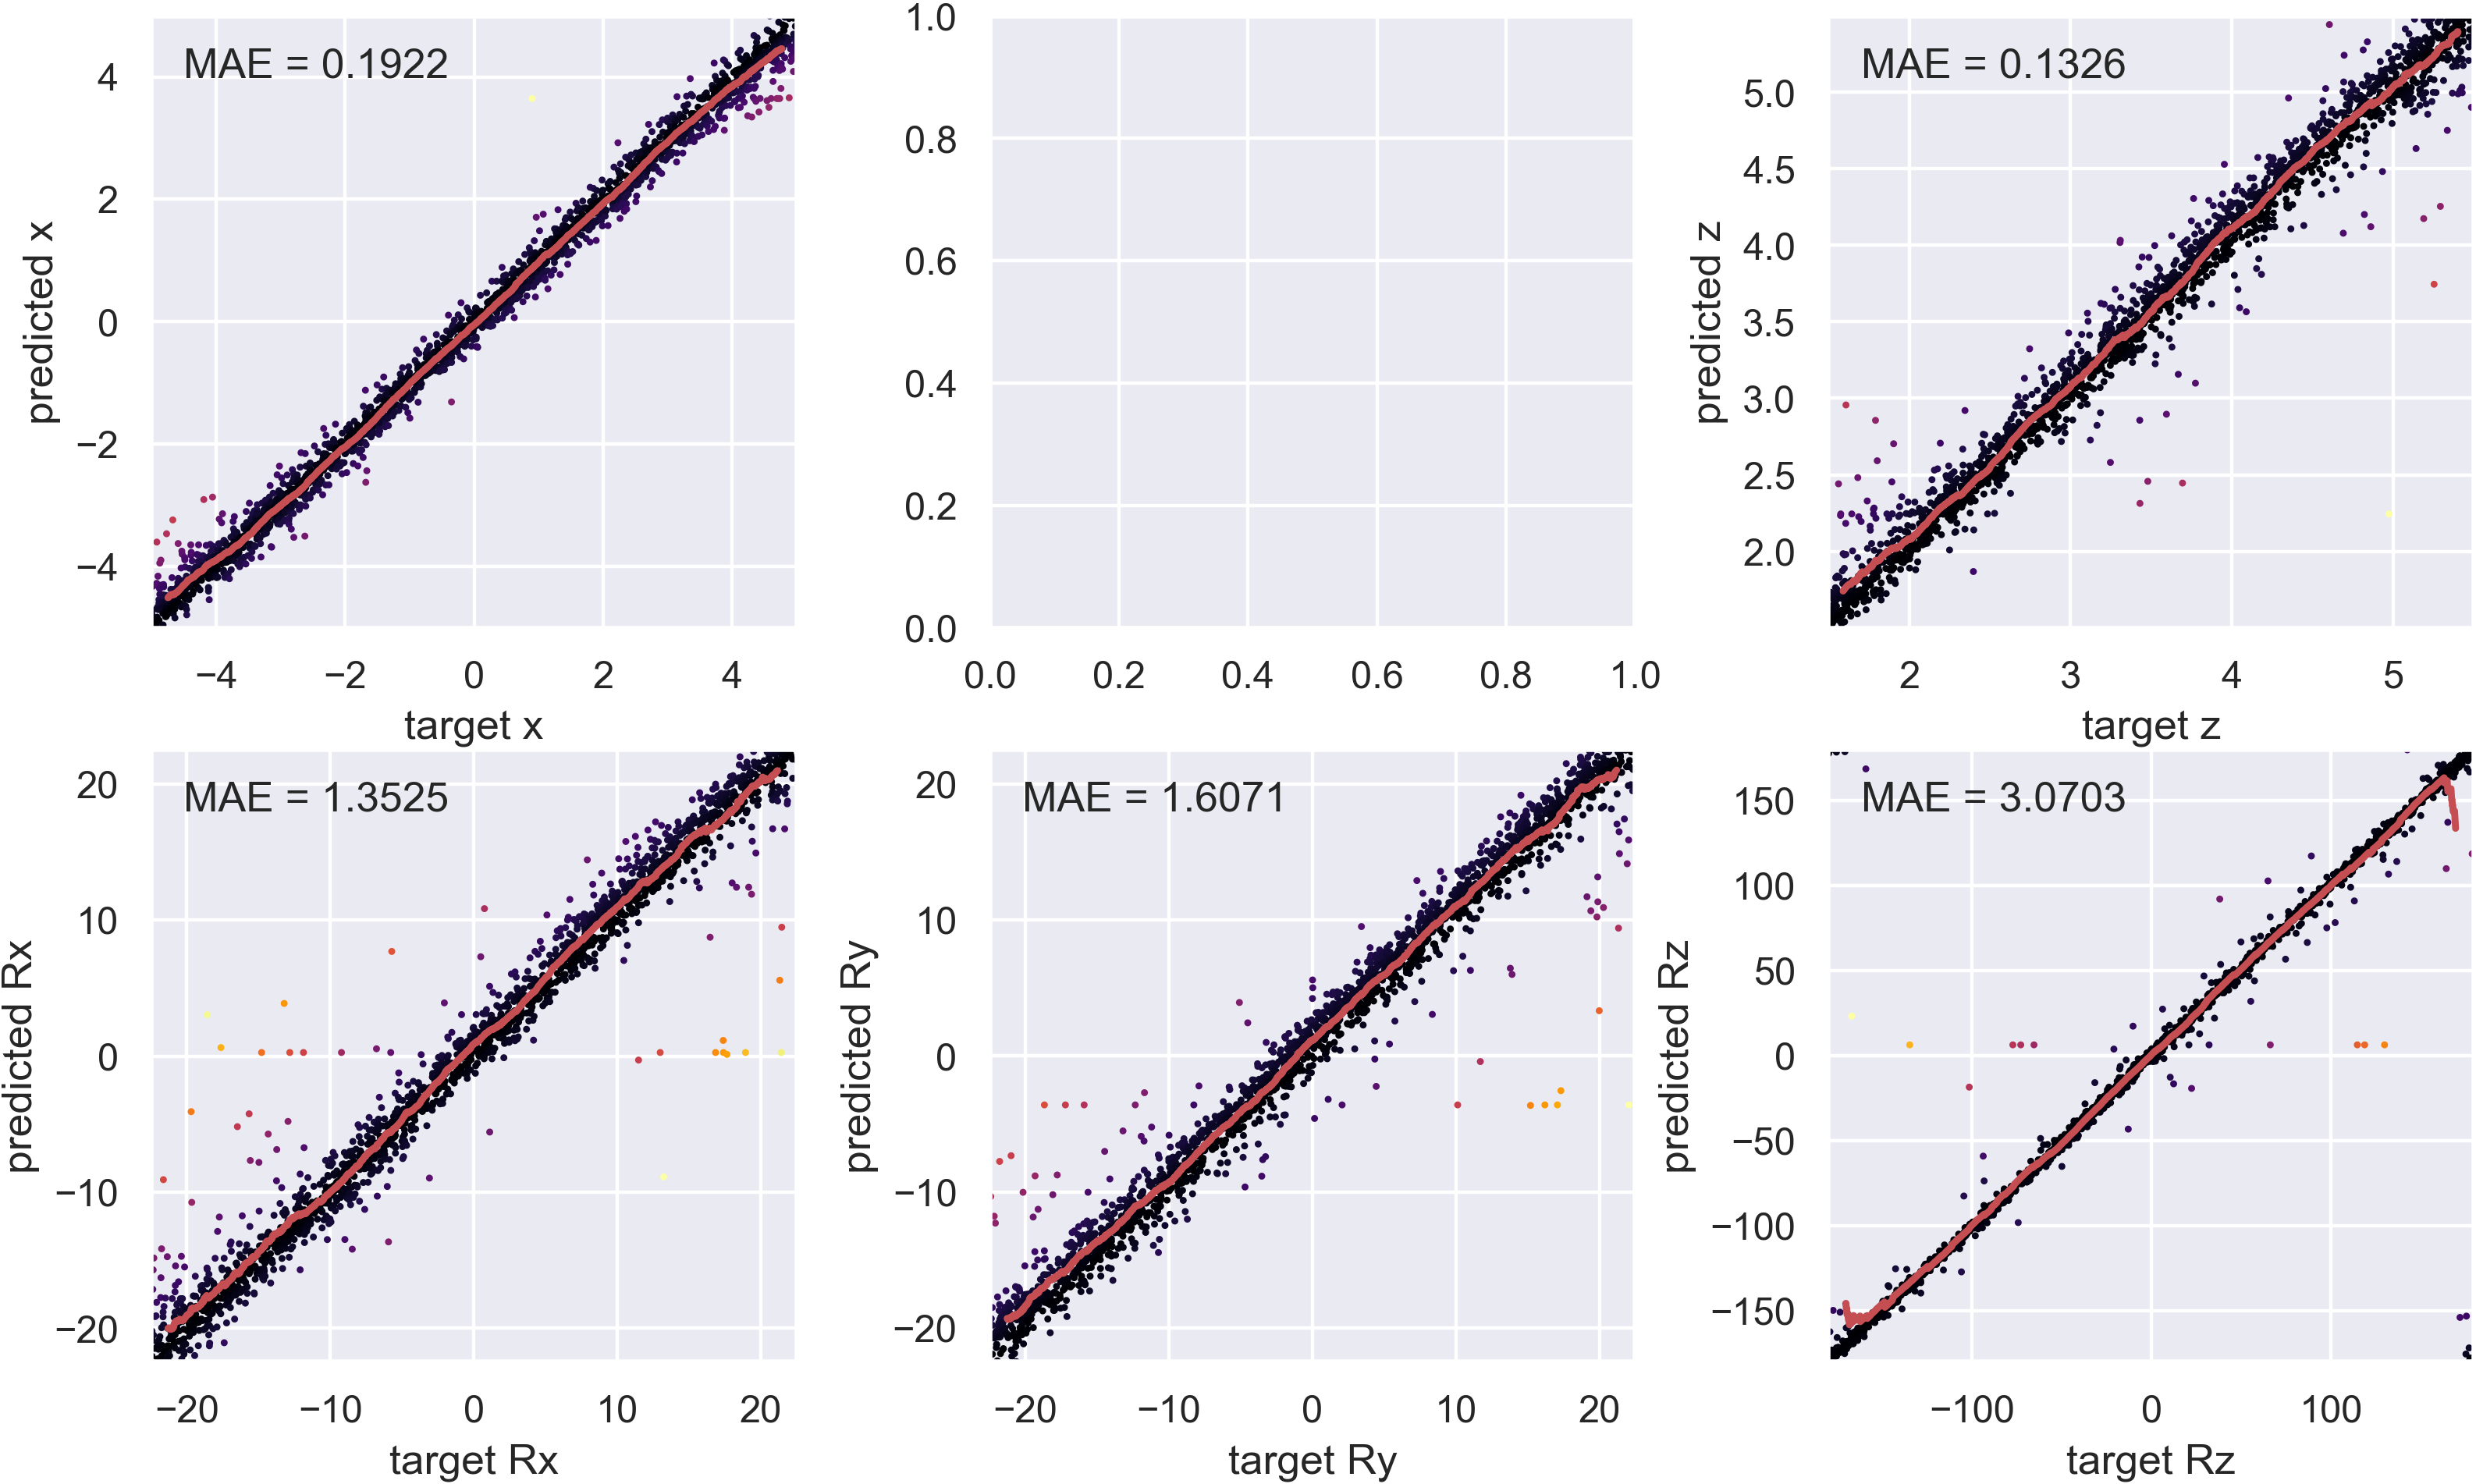 MAE = 0.1922
predicted x
4
2
0
−2
−4
−4 −2 0 2 4
target x
1.0
0.8
0.6
0.4
0.2
0.0
0.0 0.2 0.4 0.6 0.8 1.0
MAE = 0.1326
predicted z
5.0
4.5
4.0
3.5
3.0
2.5
2.0
2 3 4 5
target z
MAE = 1.3525
predicted Rx
20
10
0
−10
−20
−20 −10 0 10 20
target Rx
MAE = 1.6071
predicted Ry
20
10
0
−10
−20
−20 −10 0 10 20
target Ry
MAE = 3.0703
predicted Rz
150
100
50
0
−50
−100
−150
−100 0 100
target Rz